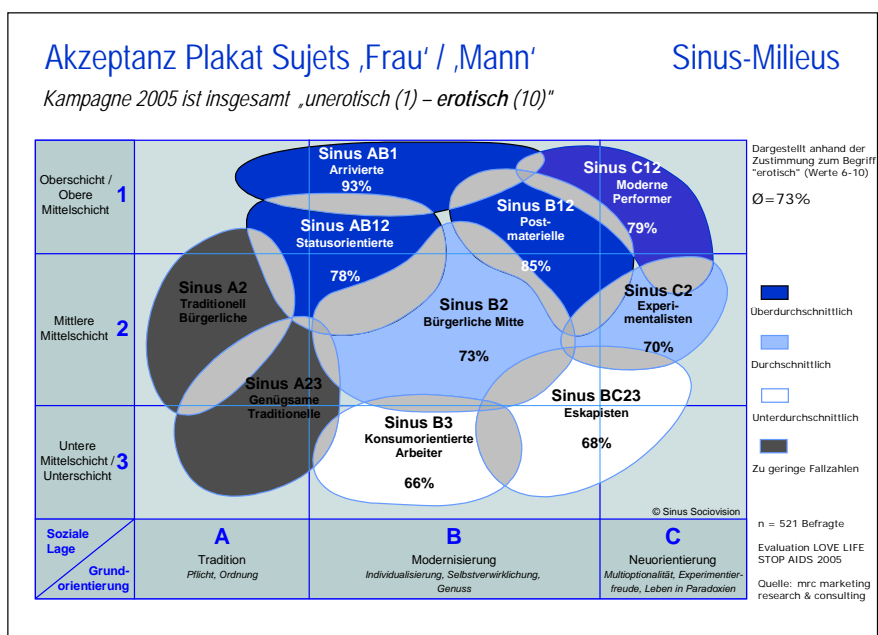 Akzeptanz Plakat Sujets ‚Frau' / ‚Mann'
Sinus-Milieus
Kampagne 2005 ist insgesamt „unerotisch (1) – erotisch (10)"
Oberschicht /
Obere
Mittelschicht
1
Mittlere
Mittelschicht
2
Untere
Mittelschicht /
Unterschicht
3
Sinus AB1
Arrivierte
93%
Sinus C12
Moderne
Performer
79%
Sinus AB12
Statusorientierte
78%
Sinus B12
Post-
materielle
85%
Sinus A2
Traditionell
Bürgerliche
Sinus B2
Bürgerliche Mitte
73%
Sinus C2
Experi-
mentalisten
70%
Sinus A23
Genügsame
Traditionelle
Sinus B3
Konsumorientierte
Arbeiter
66%
Sinus BC23
Eskapisten
68%
© Sinus Sociovision
Soziale
Lage
Grund-
orientierung
A
Tradition
Pflicht, Ordnung
B
Modernisierung
Individualisierung, Selbstverwirklichung,
Genuss
C
Neuorientierung
Multioptionalität, Experimentier-
freude, Leben in Paradoxien
Dargestellt anhand der
Zustimmung zum Begriff
"erotisch" (Werte 6-10)
Ø=73%
Überdurchschnittlich
Durchschnittlich
Unterdurchschnittlich
Zu geringe Fallzahlen
n = 521 Befragte
Evaluation LOVE LIFE
STOP AIDS 2005
Quelle: mrc marketing
research & consulting